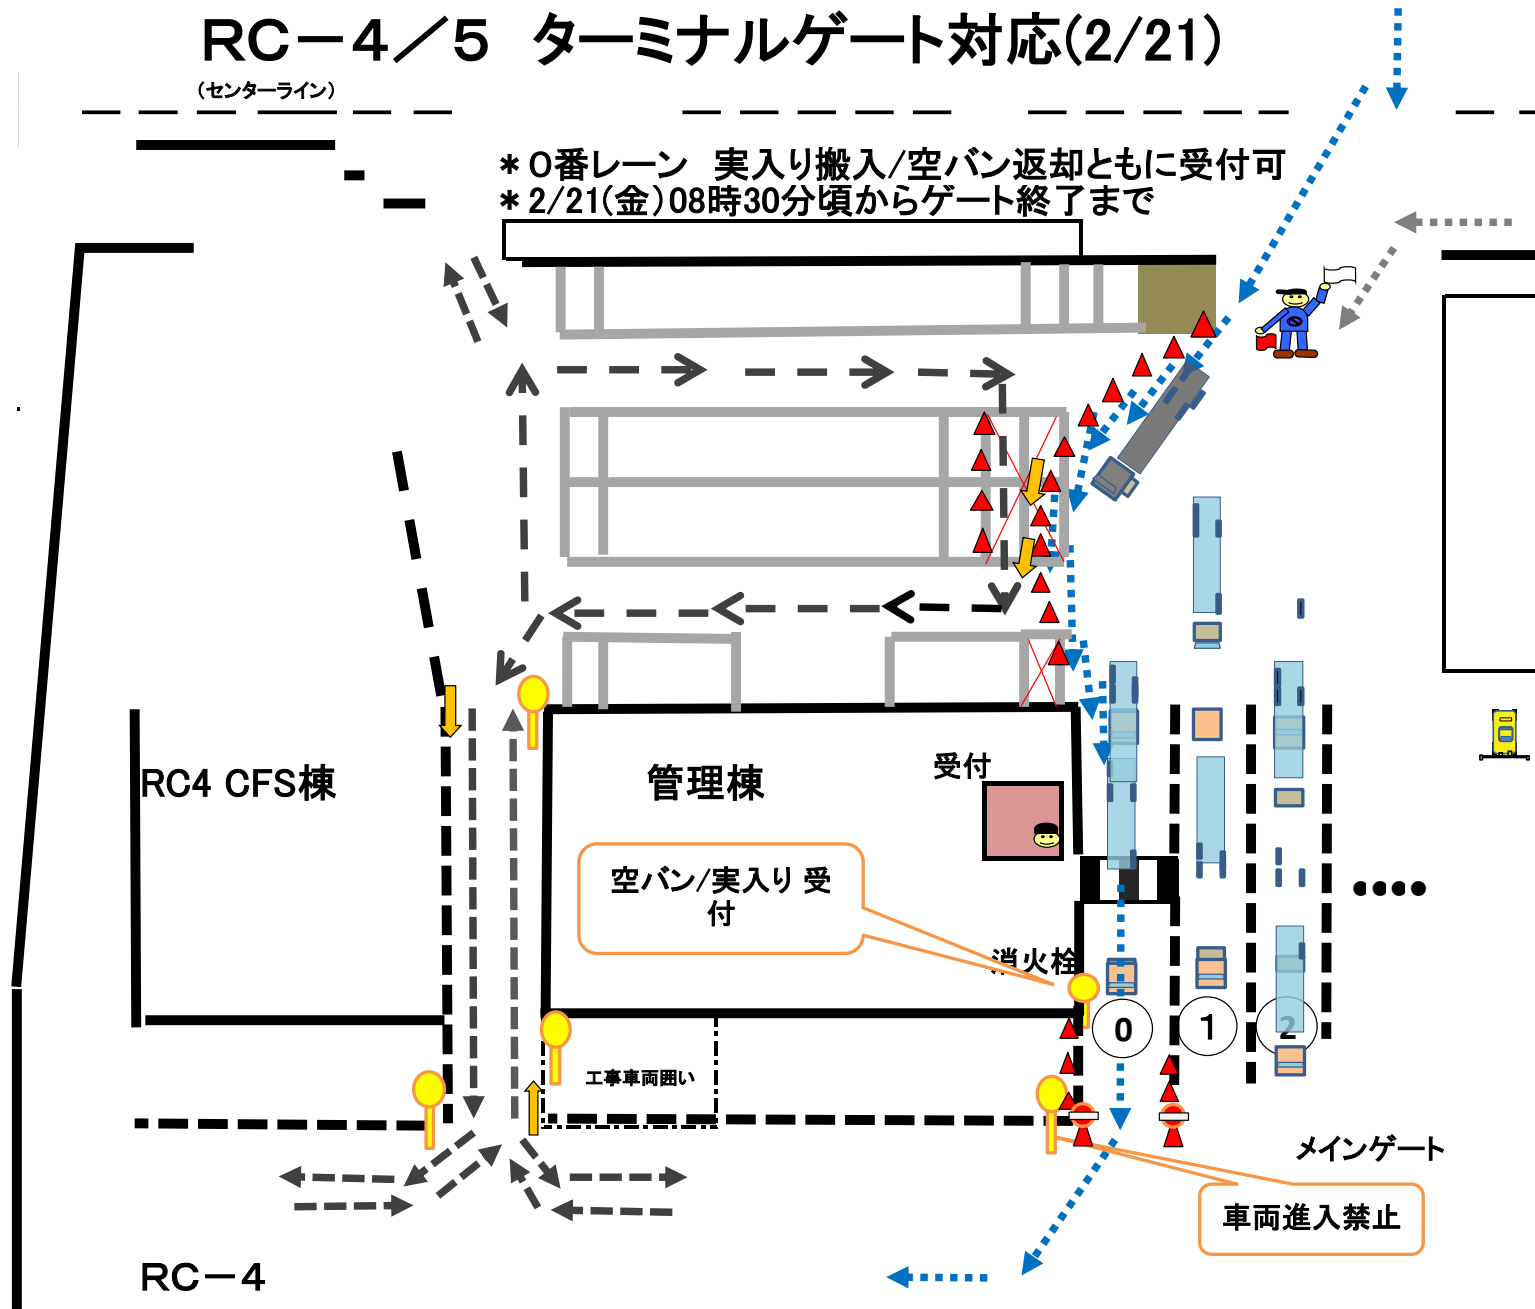 RC－4／5　ターミナルゲート対応(2/21)
（センターライン）
＊０番レーン　実入り搬入/空バン返却ともに受付可
＊2/21(金)08時30分頃からゲート終了まで
RC4 CFS棟
管理棟
受付
空バン/実入り 受
付
消火栓
0
1
2
工事車両囲い
メインゲート
車両進入禁止
RC－4